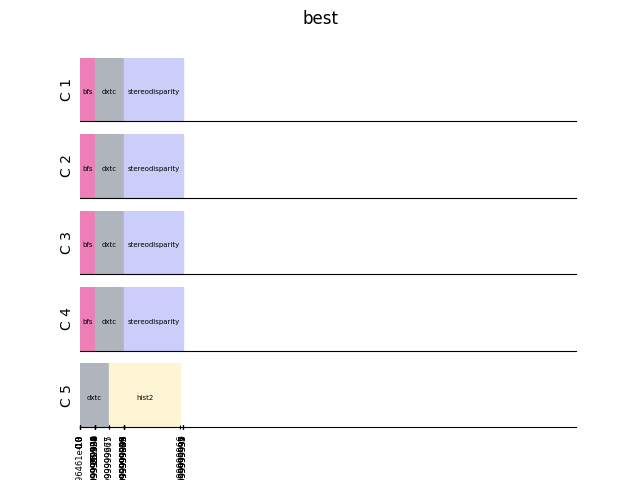 best
C 1
bfs dxtc stereodisparity
C 2
bfs dxtc stereodisparity
C 3
bfs dxtc stereodisparity
C 4
bfs dxtc stereodisparity
C 5
dxtc hist2